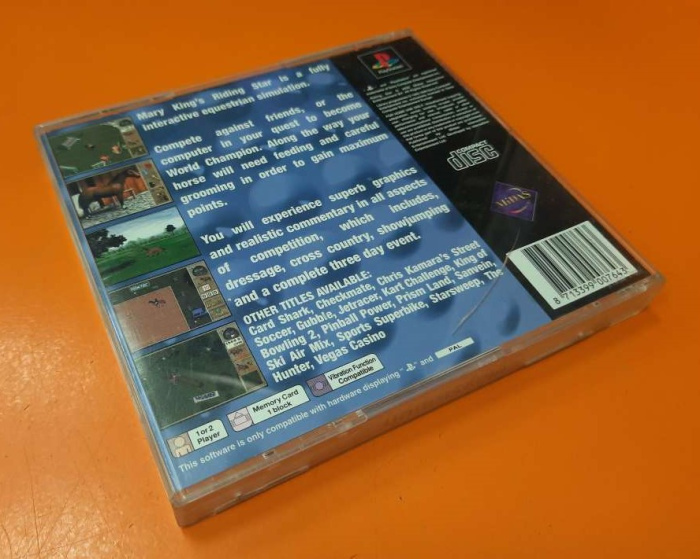 Mary King's Riding Star is a fully
interactive equestrian simulation.
Compete against friends, or the
computer in your quest to become
World Champion. Along the way your
horse will need feeding and careful
grooming in order to gain maximum
points.
You will experience superb graphics
and realistic commentary in all aspects
of competition, which includes,
dressage, cross country, showjumping
and a complete three day event.
OTHER TITLES AVAILABLE:
Card Shark, Checkmate, Chris Kamara's Street
Soccer, Gubble, Jetracer, Kart Challenge, King of
Bowling 2, Pinball Power, Prism Land, Sanvein,
Ski Air Mix, Sports Superbike, Starsweep, The
Hunter, Vegas Casino
1 or 2
Player
Memory Card
1 block
Vibration Function
Compatible
This software is only compatible with hardware displaying " " and
PAL
PlayStation
COMPACT
disc
MIDAS
8 713399 007643